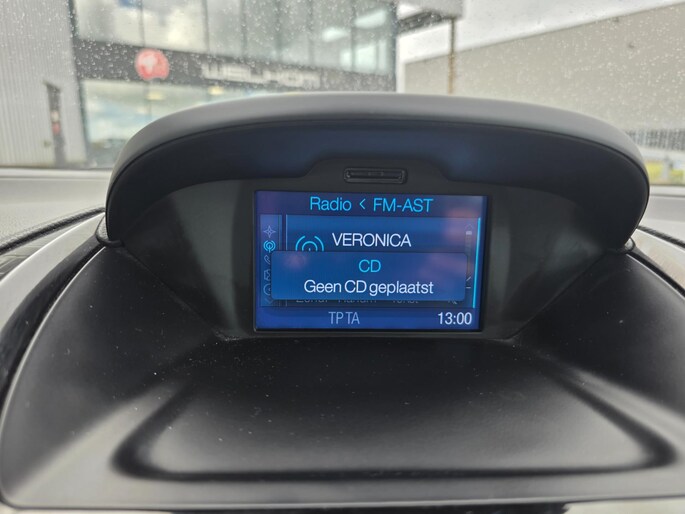 Radio < FM-AST
VERONICA
CD
Geen CD geplaatst
TP TA
13:00